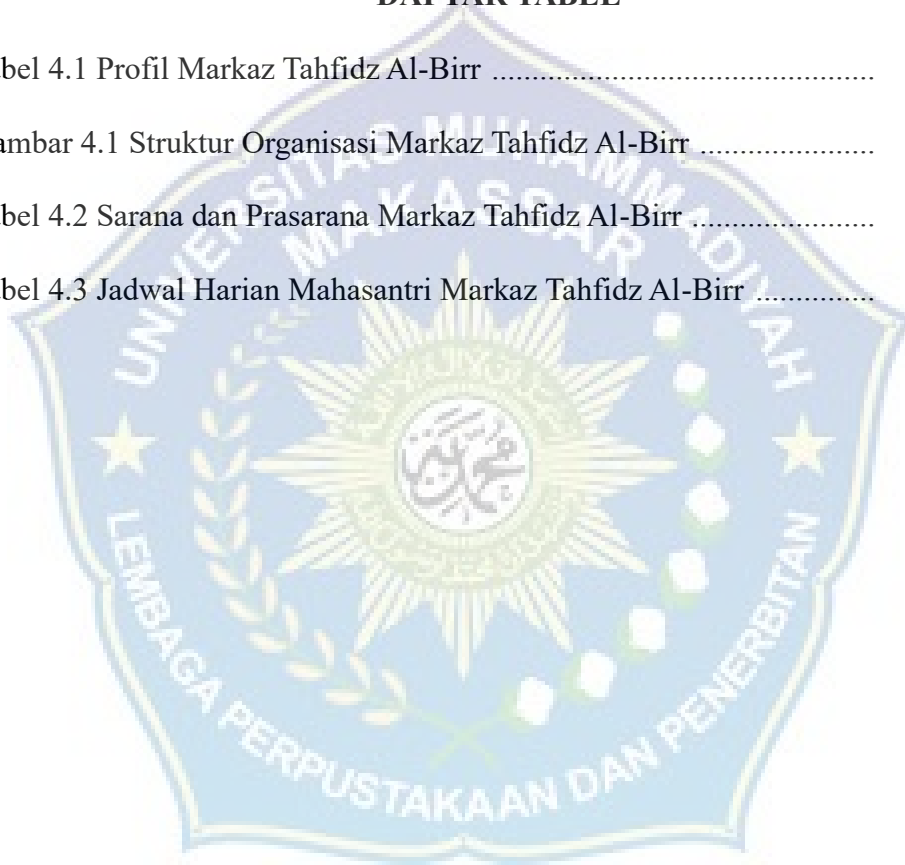 DAFTAR TABEL
bel 4.1 Profil Markaz Tahfidz Al-Birr ..........................................
ambar 4.1 Struktur Organisasi Markaz Tahfidz Al-Birr ...................
bel 4.2 Sarana dan Prasarana Markaz Tahfidz Al-Birr ....................
bel 4.3 Jadwal Harian Mahasantri Markaz Tahfidz Al-Birr ..............
UNIVERSITAS MUHAMMADIYAH
MAKASSAR
LEMBAGA PERPUSTAKAAN DAN PENERBITAN